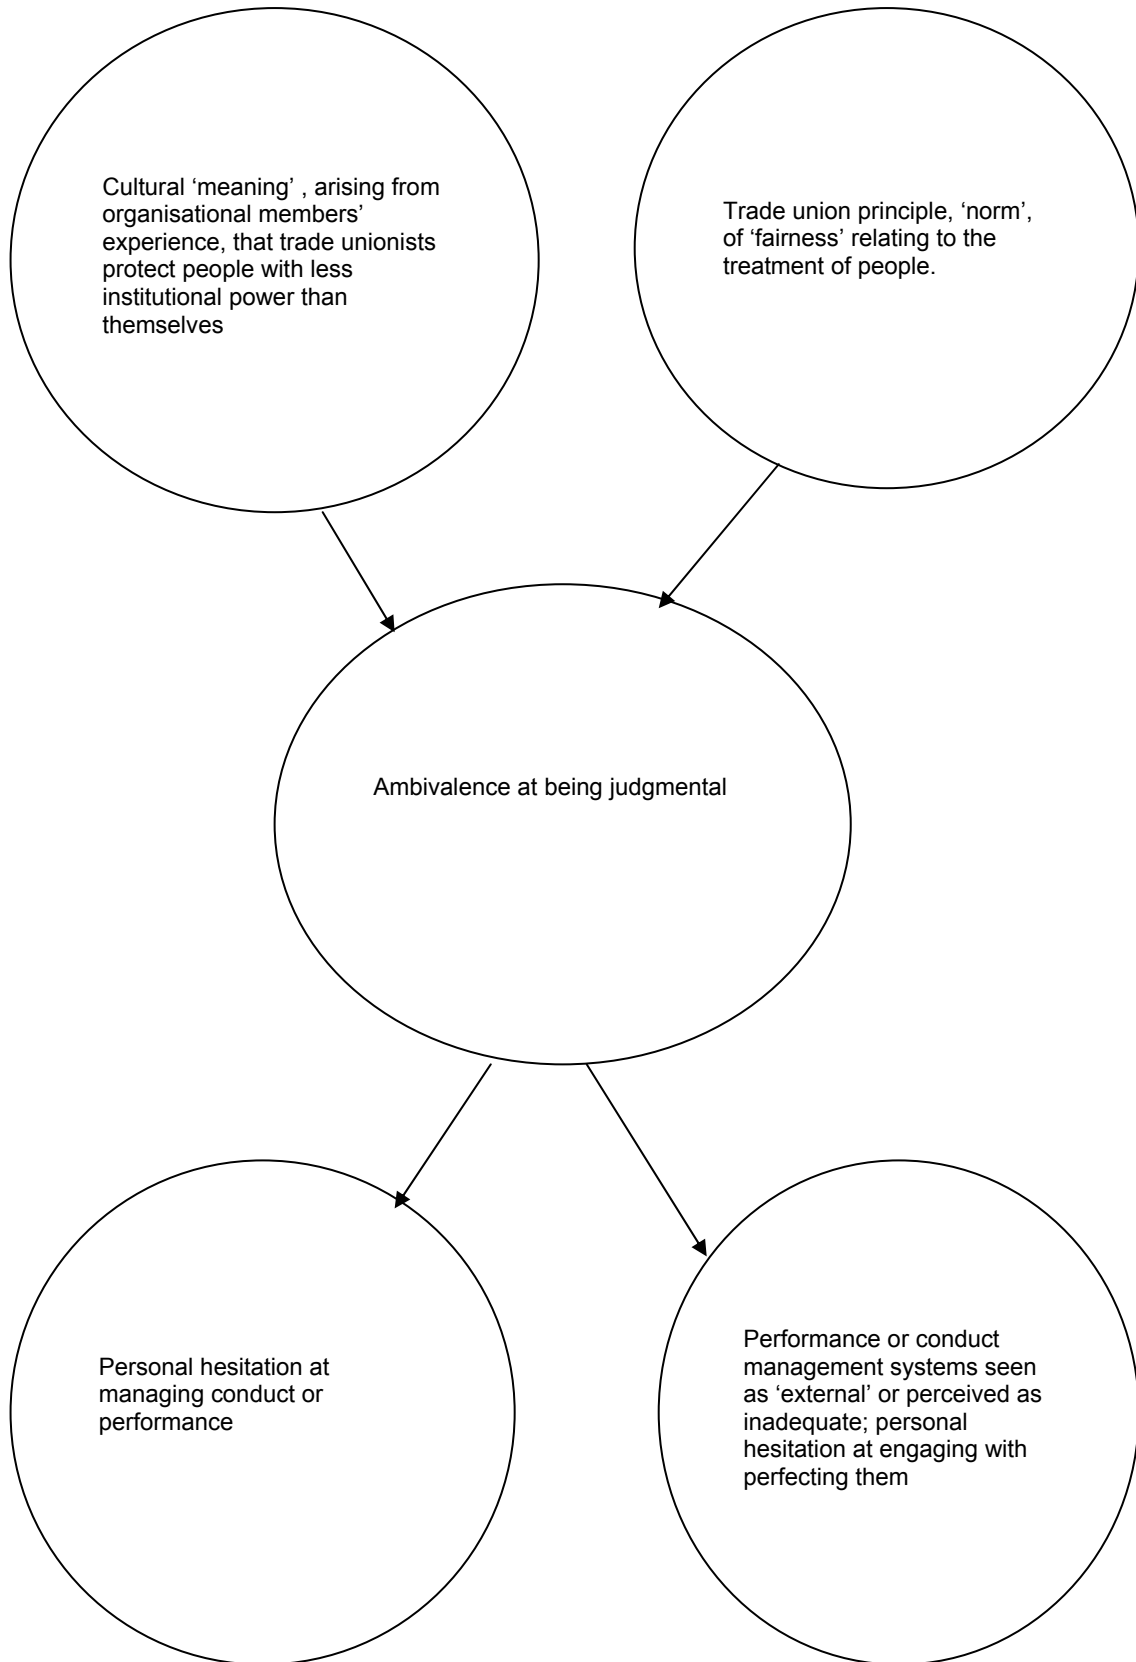 Cultural ‘meaning’ , arising from
organisational members’
experience, that trade unionists
protect people with less
institutional power than
themselves
Trade union principle, ‘norm’,
of ‘fairness’ relating to the
treatment of people.
Ambivalence at being judgmental
Personal hesitation at
managing conduct or
performance
Performance or conduct
management systems seen
as ‘external’ or perceived as
inadequate; personal
hesitation at engaging with
perfecting them